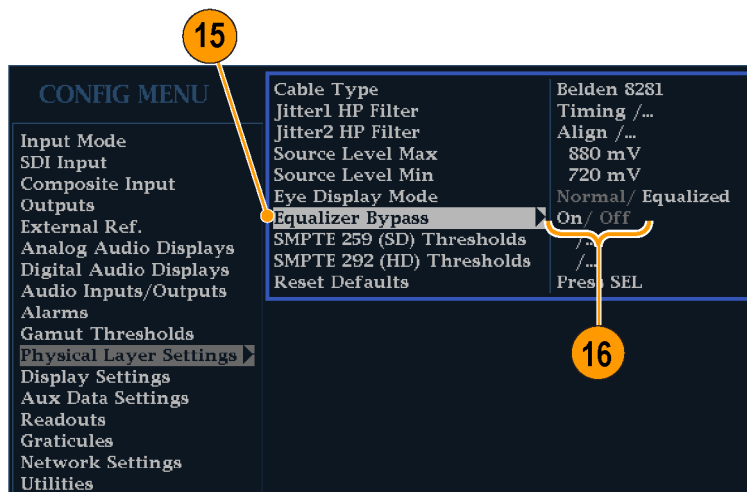 15
CONFIG MENU
Input Mode
SDI Input
Composite Input
Outputs
External Ref.
Analog Audio Displays
Digital Audio Displays
Audio Inputs/Outputs
Alarms
Gamut Thresholds
Physical Layer Settings
Display Settings
Aux Data Settings
Readouts
Graticules
Network Settings
Utilities
Cable Type Belden 8281
Jitter1 HP Filter Timing /...
Jitter2 HP Filter Align /...
Source Level Max 880 mV
Source Level Min 720 mV
Eye Display Mode Normal/ Equalized
Equalizer Bypass On/ Off
SMPTE 259 (SD) Thresholds /...
SMPTE 292 (HD) Thresholds /...
Reset Defaults Press SEL
16